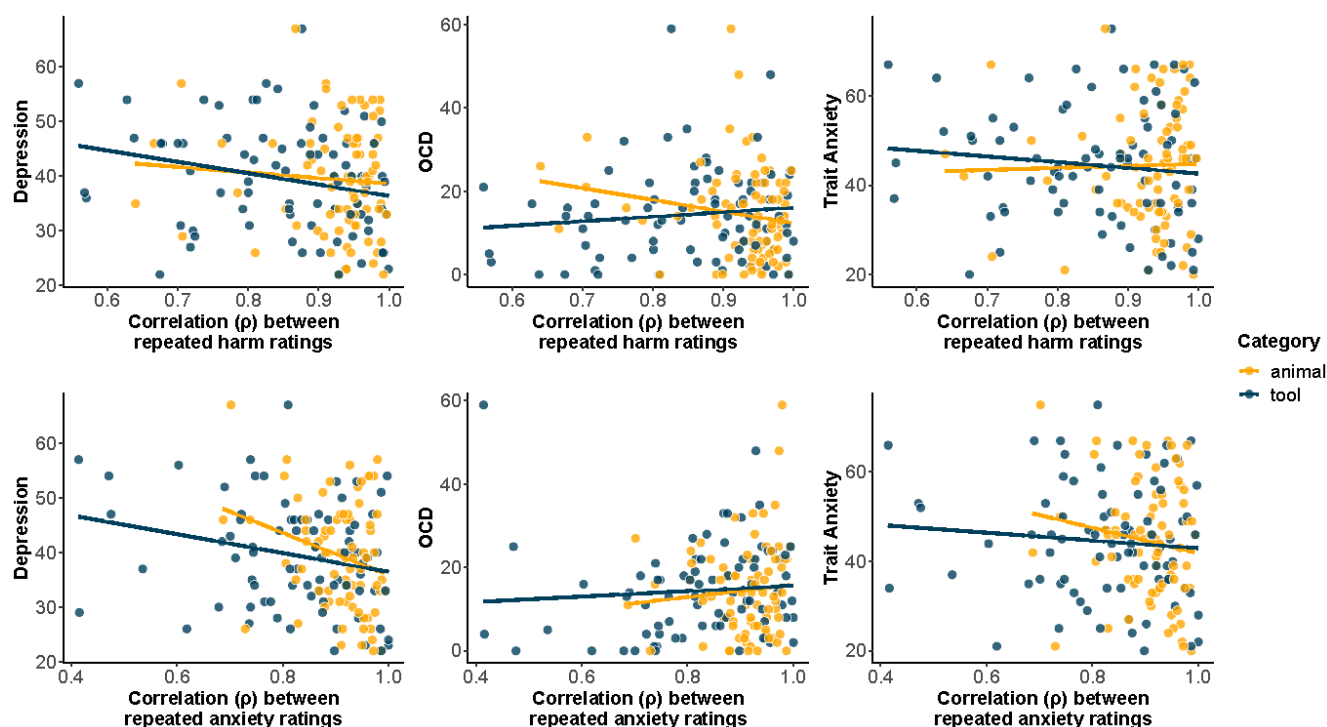 Depression
60
50
40
30
20
0.6 0.7 0.8 0.9 1.0
Correlation (ρ) between
repeated harm ratings
OCD
60
40
20
0
0.6 0.7 0.8 0.9 1.0
Correlation (ρ) between
repeated harm ratings
Trait Anxiety
60
40
20
0.6 0.7 0.8 0.9 1.0
Correlation (ρ) between
repeated harm ratings
Category
animal
tool
Depression
60
50
40
30
20
0.4 0.6 0.8 1.0
Correlation (ρ) between
repeated anxiety ratings
OCD
60
40
20
0
0.4 0.6 0.8 1.0
Correlation (ρ) between
repeated anxiety ratings
Trait Anxiety
60
40
20
0.4 0.6 0.8 1.0
Correlation (ρ) between
repeated anxiety ratings